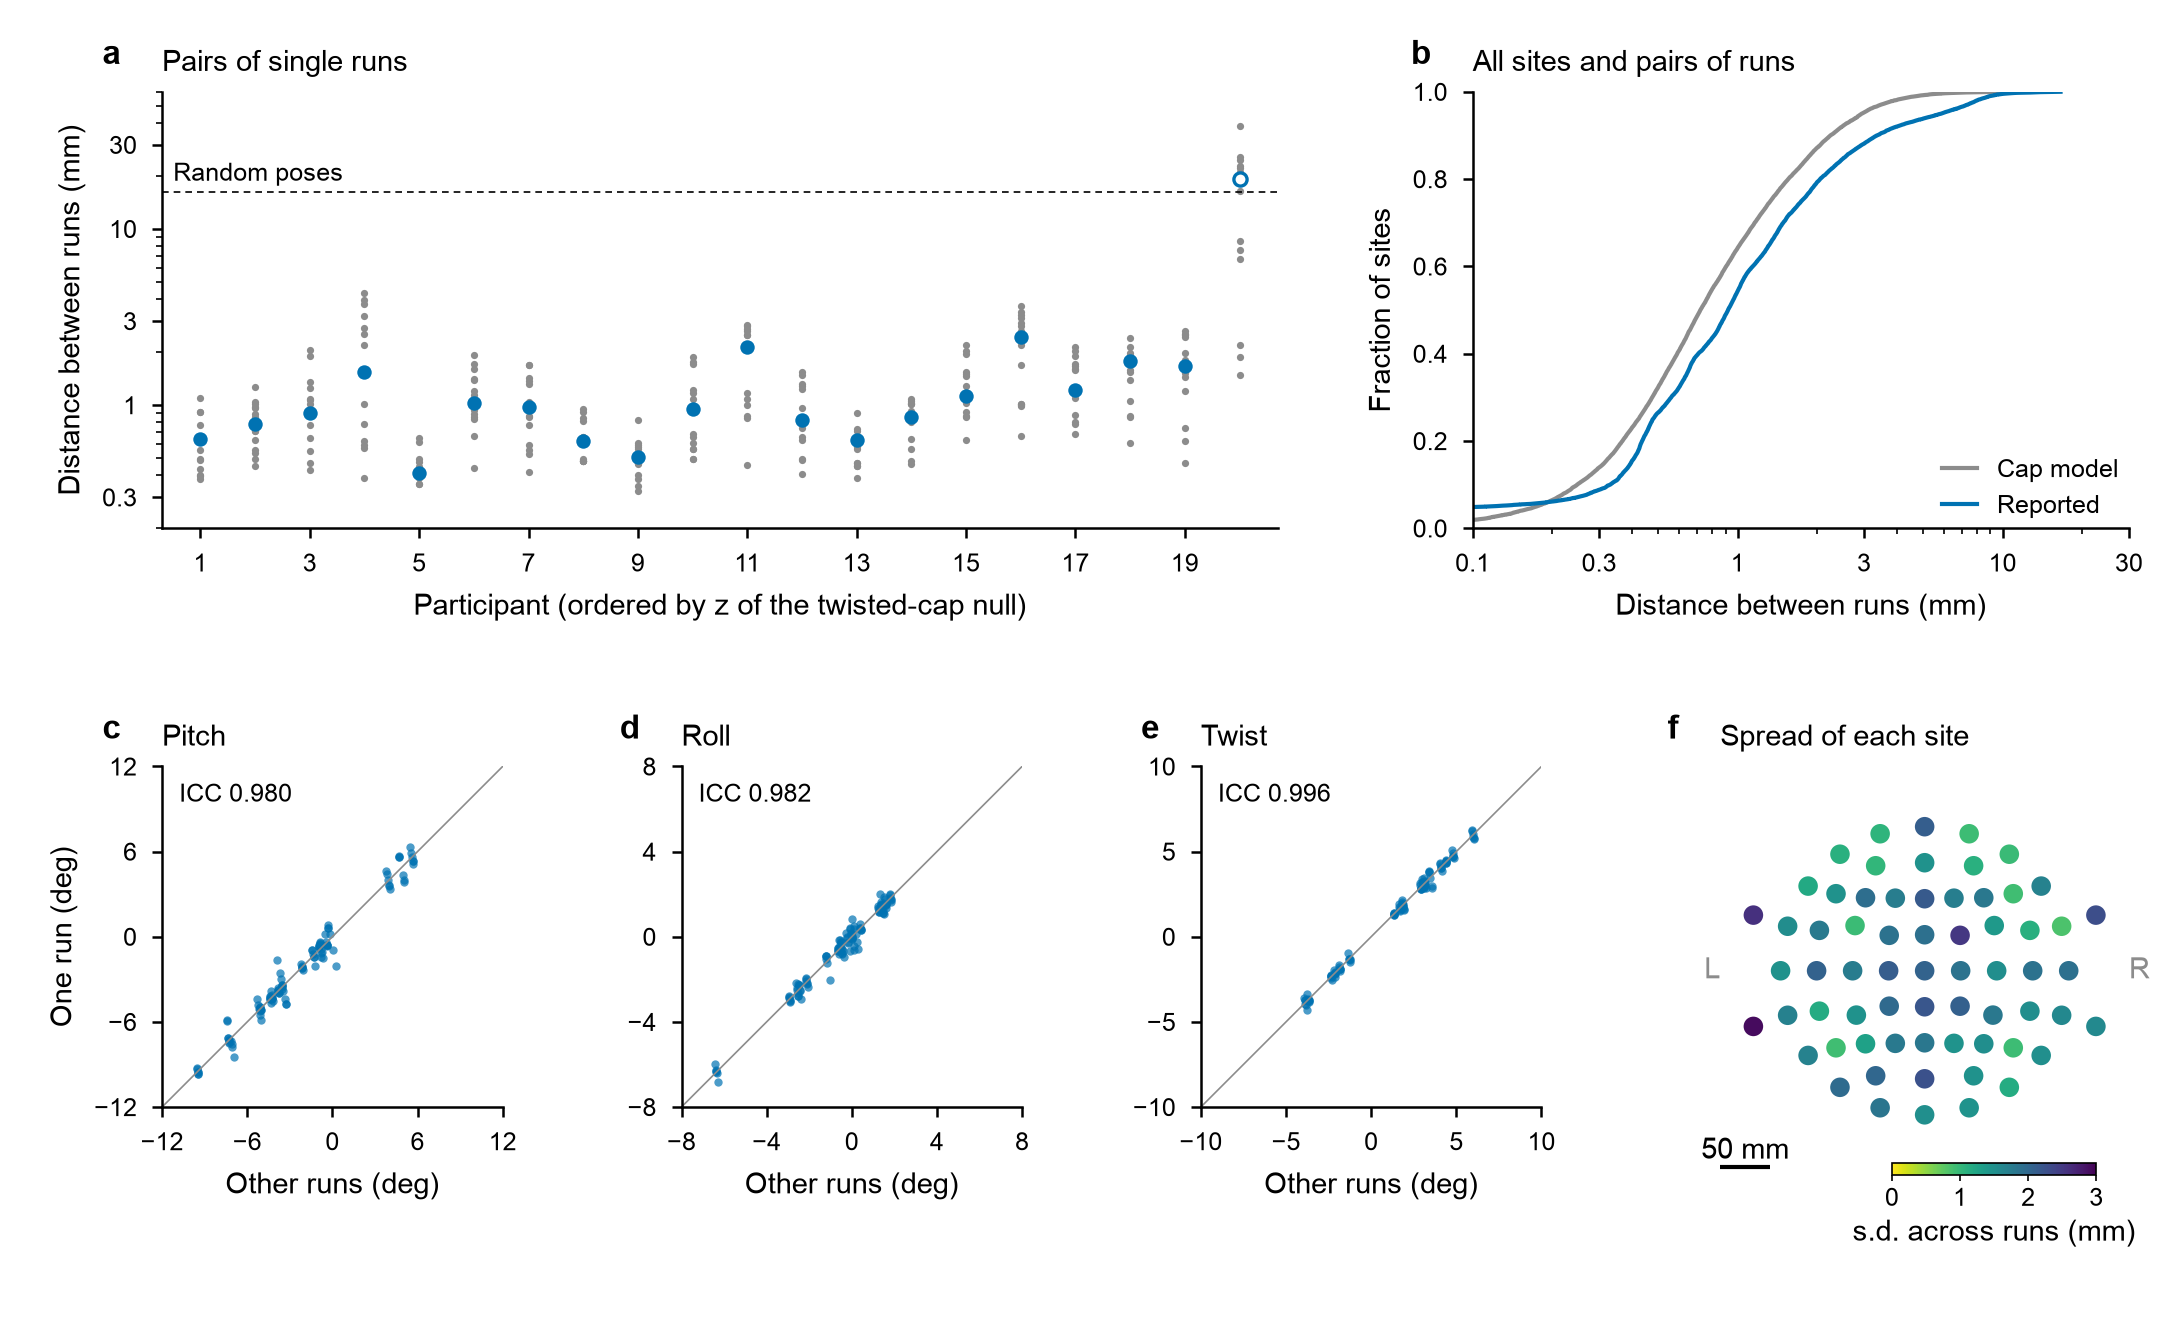 a
Pairs of single runs
Distance between runs (mm)
30
10
3
1
0.3
Random poses
1 3 5 7 9 11 13 15 17 19
Participant (ordered by z of the twisted-cap null)
b
All sites and pairs of runs
Fraction of sites
1.0
0.8
0.6
0.4
0.2
0.0
Cap model
Reported
0.1 0.3 1 3 10 30
Distance between runs (mm)
c
Pitch
ICC 0.980
One run (deg)
12
6
0
−6
−12
−12 −6 0 6 12
Other runs (deg)
d
Roll
ICC 0.982
8
4
0
−4
−8
−8 −4 0 4 8
Other runs (deg)
e
Twist
ICC 0.996
10
5
0
−5
−10
−10 −5 0 5 10
Other runs (deg)
f
Spread of each site
L
R
50 mm
0 1 2 3
s.d. across runs (mm)